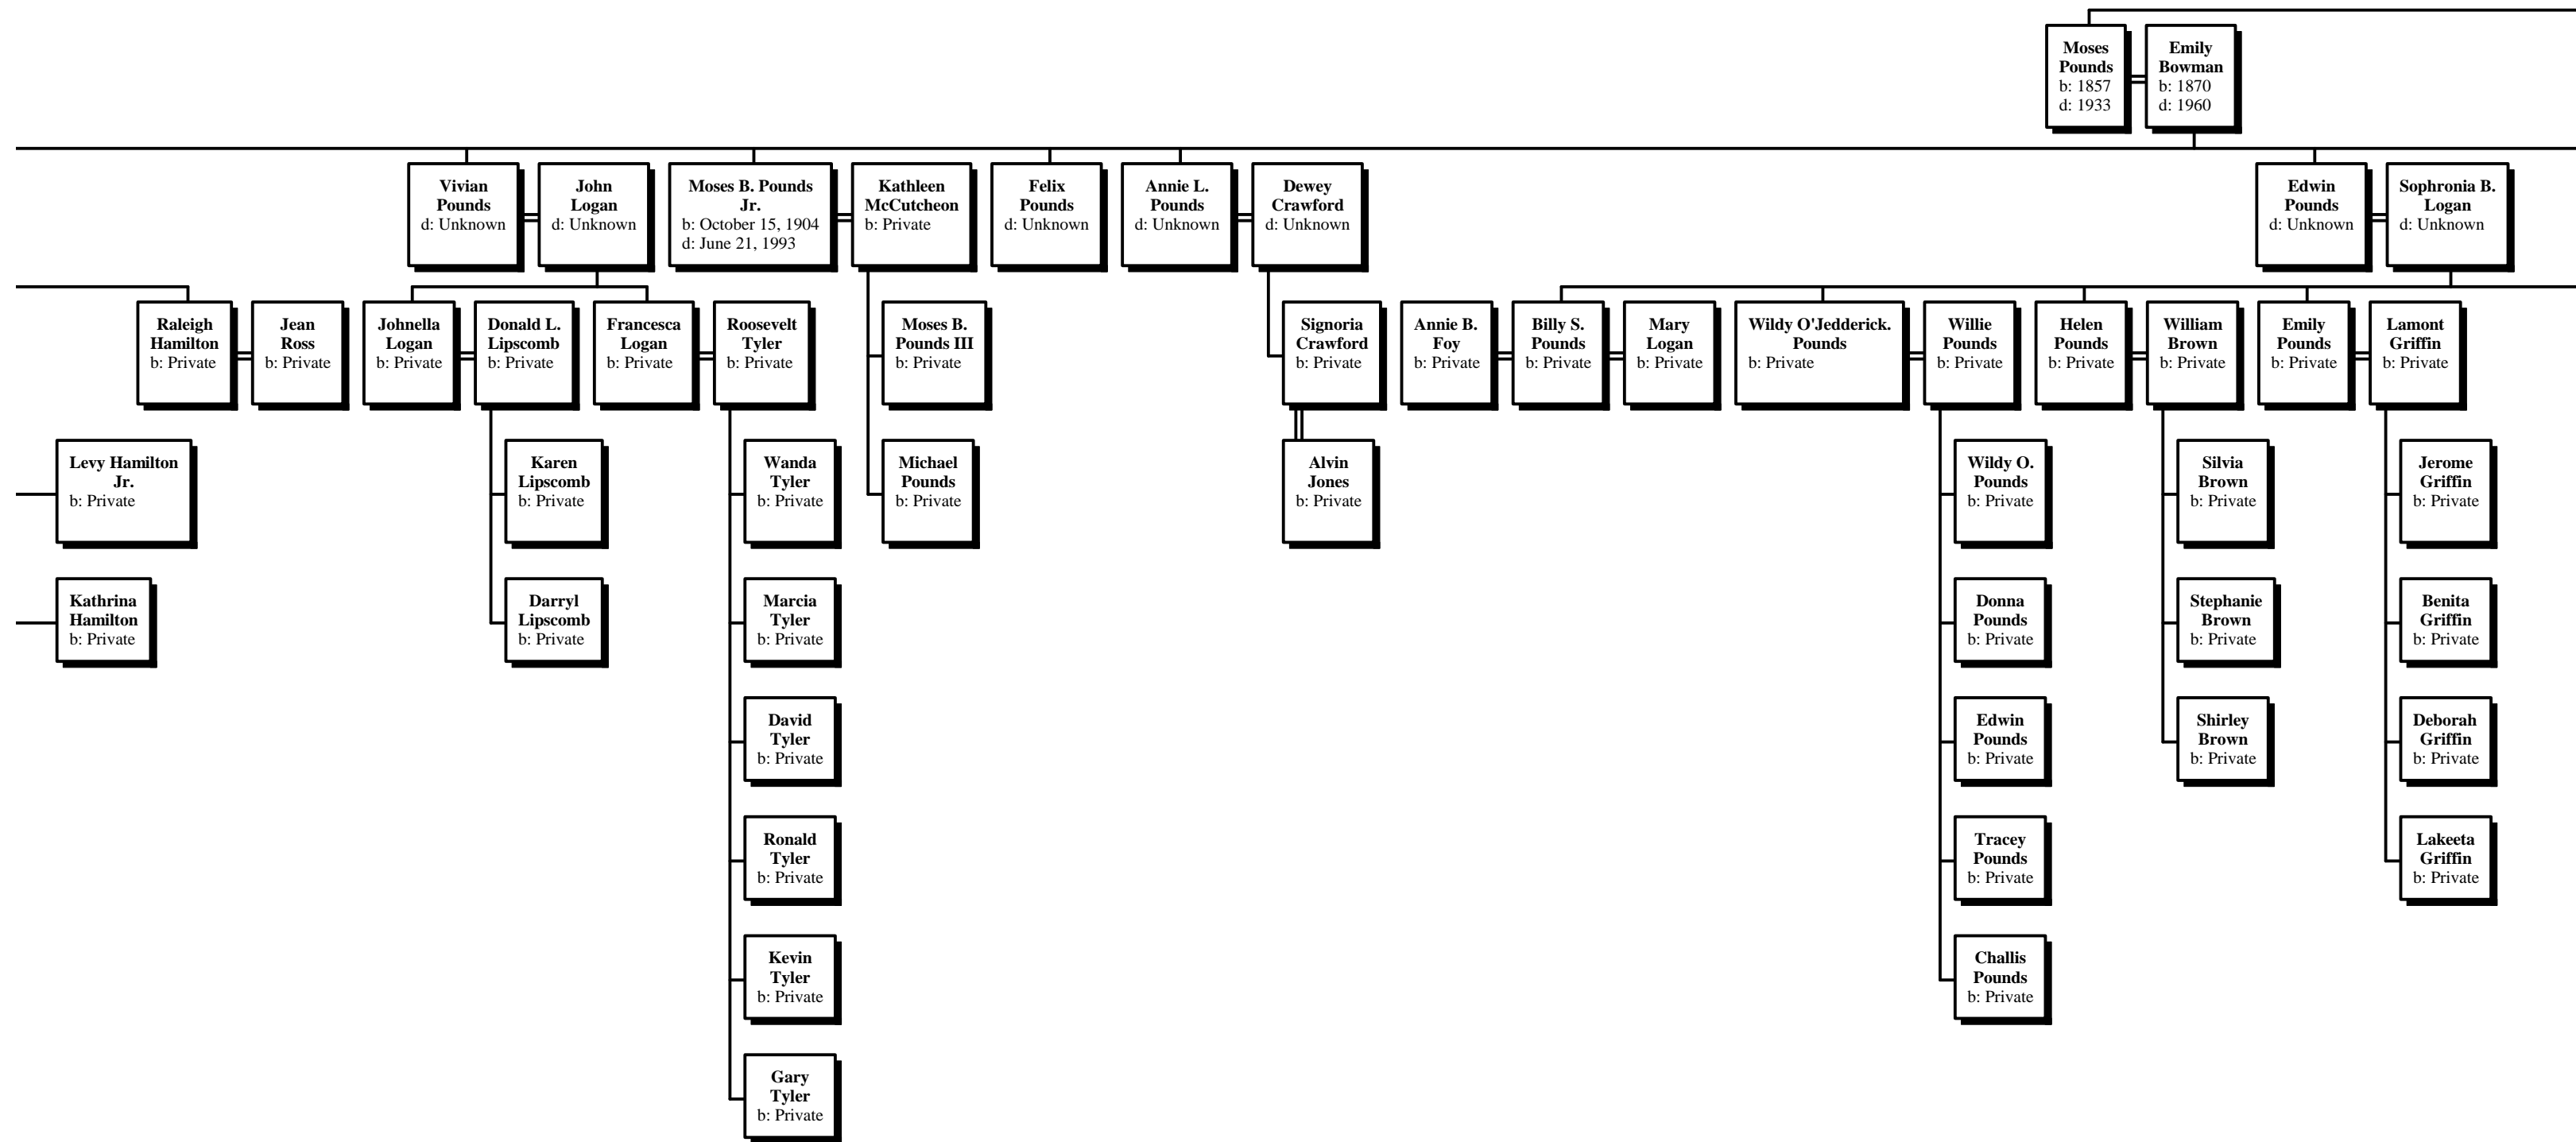 Moses
Pounds
b: 1857
d: 1933
Emily
Bowman
b: 1870
d: 1960
Vivian
Pounds
d: Unknown
John
Logan
d: Unknown
Moses B. Pounds
Jr.
b: October 15, 1904
d: June 21, 1993
Kathleen
McCutcheon
b: Private
Felix
Pounds
d: Unknown
Annie L.
Pounds
d: Unknown
Dewey
Crawford
d: Unknown
Edwin
Pounds
d: Unknown
Sophronia B.
Logan
d: Unknown
Raleigh
Hamilton
b: Private
Jean
Ross
b: Private
Johnella
Logan
b: Private
Donald L.
Lipscomb
b: Private
Francesca
Logan
b: Private
Roosevelt
Tyler
b: Private
Moses B.
Pounds III
b: Private
Signoria
Crawford
b: Private
Annie B.
Foy
b: Private
Billy S.
Pounds
b: Private
Mary
Logan
b: Private
Wildy O'Jedderick.
Pounds
b: Private
Willie
Pounds
b: Private
Helen
Pounds
b: Private
William
Brown
b: Private
Emily
Pounds
b: Private
Lamont
Griffin
b: Private
Levy Hamilton
Jr.
b: Private
Karen
Lipscomb
b: Private
Wanda
Tyler
b: Private
Michael
Pounds
b: Private
Alvin
Jones
b: Private
Wildy O.
Pounds
b: Private
Silvia
Brown
b: Private
Jerome
Griffin
b: Private
Kathrina
Hamilton
b: Private
Darryl
Lipscomb
b: Private
Marcia
Tyler
b: Private
Donna
Pounds
b: Private
Stephanie
Brown
b: Private
Benita
Griffin
b: Private
David
Tyler
b: Private
Edwin
Pounds
b: Private
Shirley
Brown
b: Private
Deborah
Griffin
b: Private
Ronald
Tyler
b: Private
Tracey
Pounds
b: Private
Lakeeta
Griffin
b: Private
Kevin
Tyler
b: Private
Challis
Pounds
b: Private
Gary
Tyler
b: Private